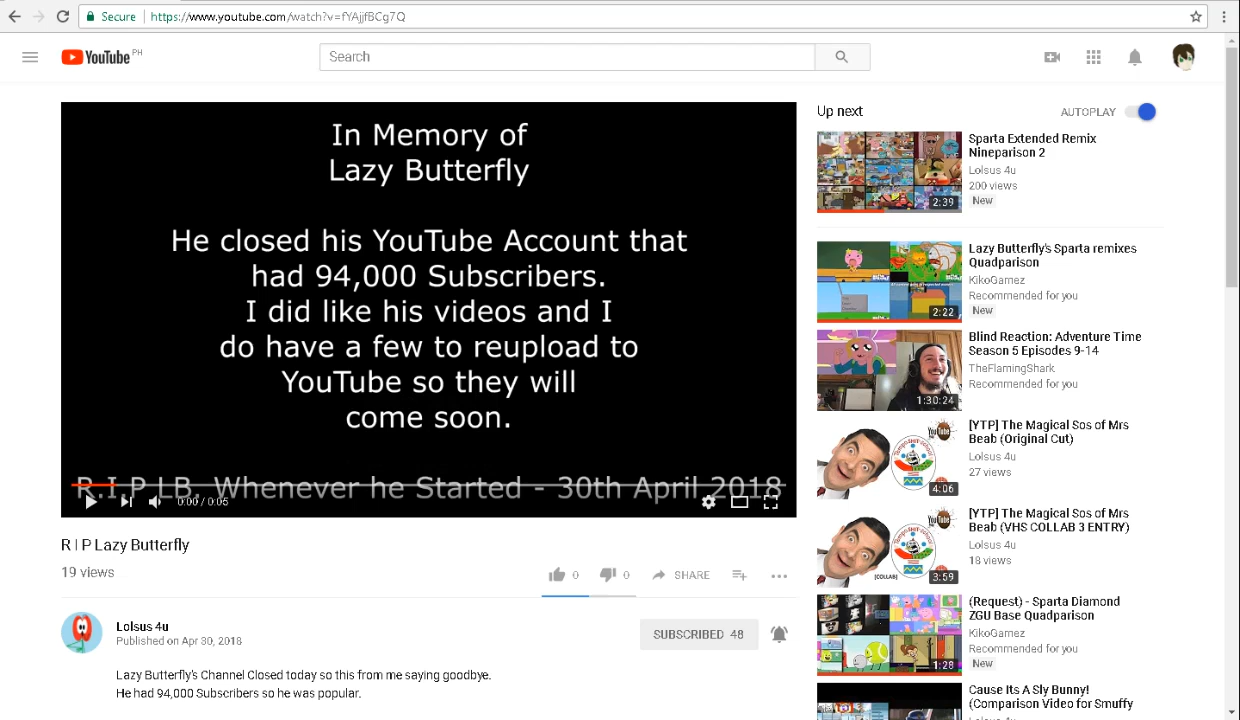 Secure
https://www.youtube.com/watch?v=fYAjjfBCg7Q
YouTube PH
Search
In Memory of
Lazy Butterfly
He closed his YouTube Account that
had 94,000 Subscribers.
I did like his videos and I
do have a few to reupload to
YouTube so they will
come soon.
R.I.P LB Whenever he Started - 30th April 2018
0:00 / 0:05
R I P Lazy Butterfly
19 views
0
0
SHARE
Lolsus 4u
Published on Apr 30, 2018
SUBSCRIBED 48
Lazy Butterfly's Channel Closed today so this from me saying goodbye.
He had 94,000 Subscribers so he was popular.
Up next
AUTOPLAY
2:39
Sparta Extended Remix
Nineparison 2
Lolsus 4u
200 views
New
2:22
Lazy Butterfly's Sparta remixes
Quadparison
KikoGamez
Recommended for you
New
1:30:24
Blind Reaction: Adventure Time
Season 5 Episodes 9-14
TheFlamingShark
Recommended for you
YouTube
4:06
[YTP] The Magical Sos of Mrs
Beab (Original Cut)
Lolsus 4u
27 views
YouTube
[COLLAB]
3:59
[YTP] The Magical Sos of Mrs
Beab (VHS COLLAB 3 ENTRY)
Lolsus 4u
18 views
1:28
(Request) - Sparta Diamond
ZGU Base Quadparison
KikoGamez
Recommended for you
New
Cause Its A Sly Bunny!
(Comparison Video for Smuffy